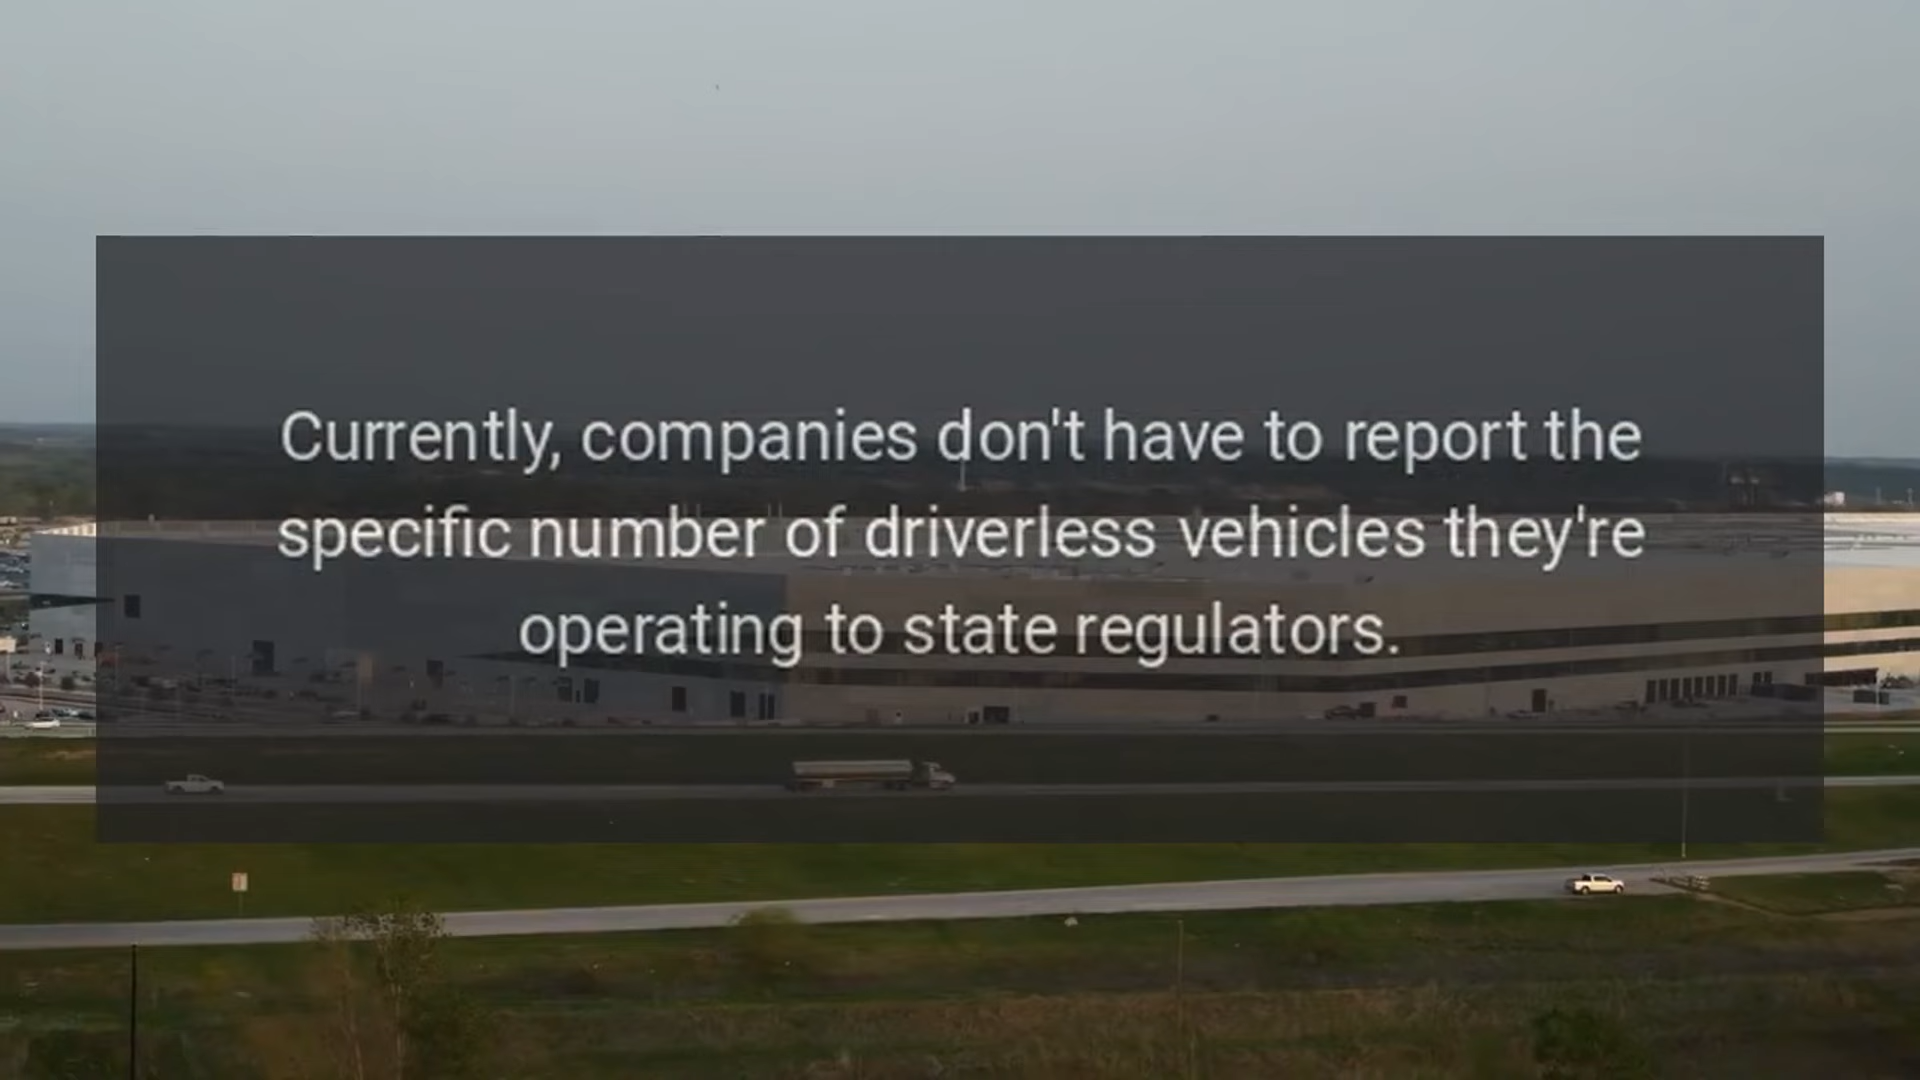 Currently, companies don't have to report the
specific number of driverless vehicles they're
operating to state regulators.